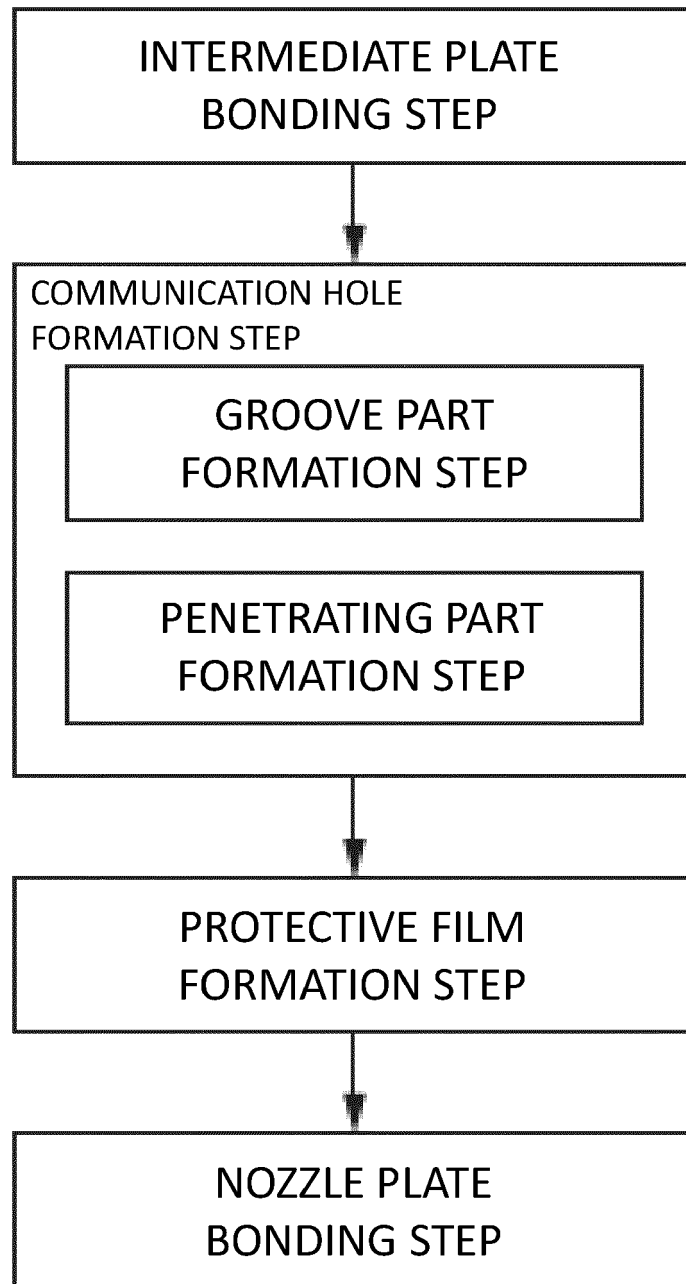 INTERMEDIATE PLATE
BONDING STEP
COMMUNICATION HOLE
FORMATION STEP
GROOVE PART
FORMATION STEP
PENETRATING PART
FORMATION STEP
PROTECTIVE FILM
FORMATION STEP
NOZZLE PLATE
BONDING STEP